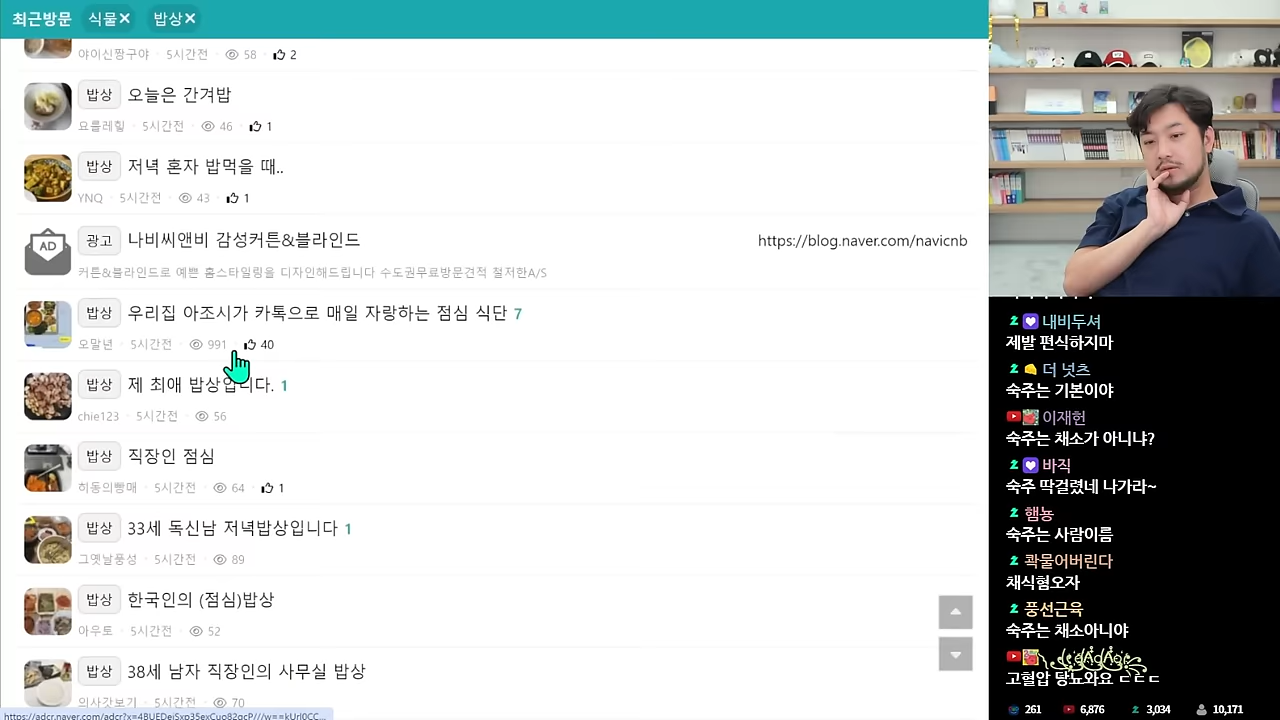 최근방문 식물✕ 밥상✕
야이신짱구야 · 5시간전 · 58 · 2
밥상 오늘은 간겨밥
요를레힐 · 5시간전 · 46 · 1
밥상 저녁 혼자 밥먹을 때..
YNQ · 5시간전 · 43 · 1
AD 광고 나비씨앤비 감성커튼&블라인드 https://blog.naver.com/navicnb
커튼&블라인드로 예쁜 홈스타일링을 디자인해드립니다 수도권무료방문견적 철저한A/S
밥상 우리집 아조시가 카톡으로 매일 자랑하는 점심 식단 7
오말년 · 5시간전 · 991 · 40
밥상 제 최애 밥상입니다. 1
chie123 · 5시간전 · 56
밥상 직장인 점심
히동의빵매 · 5시간전 · 64 · 1
밥상 33세 독신남 저녁밥상입니다 1
그옛날풍성 · 5시간전 · 89
밥상 한국인의 (점심)밥상
아우토 · 5시간전 · 52
밥상 38세 남자 직장인의 사무실 밥상
의사갓보기 · 5시간전 · 70
내비두셔
제발 편식하지마
더 넛츠
숙주는 기본이야
이재헌
숙주는 채소가 아니냐?
바직
숙주 딱걸렸네 나가라~
햄뇽
숙주는 사람이름
콱물어버린다
채식혐오자
풍선근육
숙주는 채소아니야
고혈압 당뇨와요 ㄷㄷㄷ
261 6,876 3,034 10,171